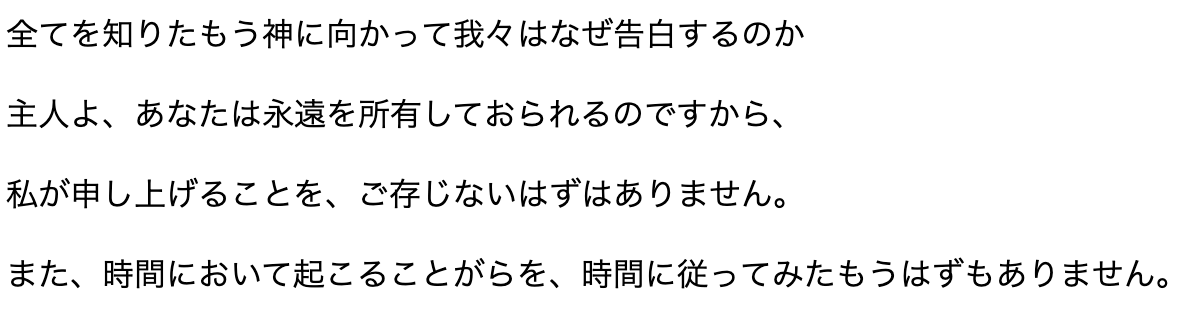 全てを知りたもう神に向かって我々はなぜ告白するのか
主人よ、あなたは永遠を所有しておられるのですから、
私が申し上げることを、ご存じないはずはありません。
また、時間において起こることがらを、時間に従ってみたもうはずもありません。